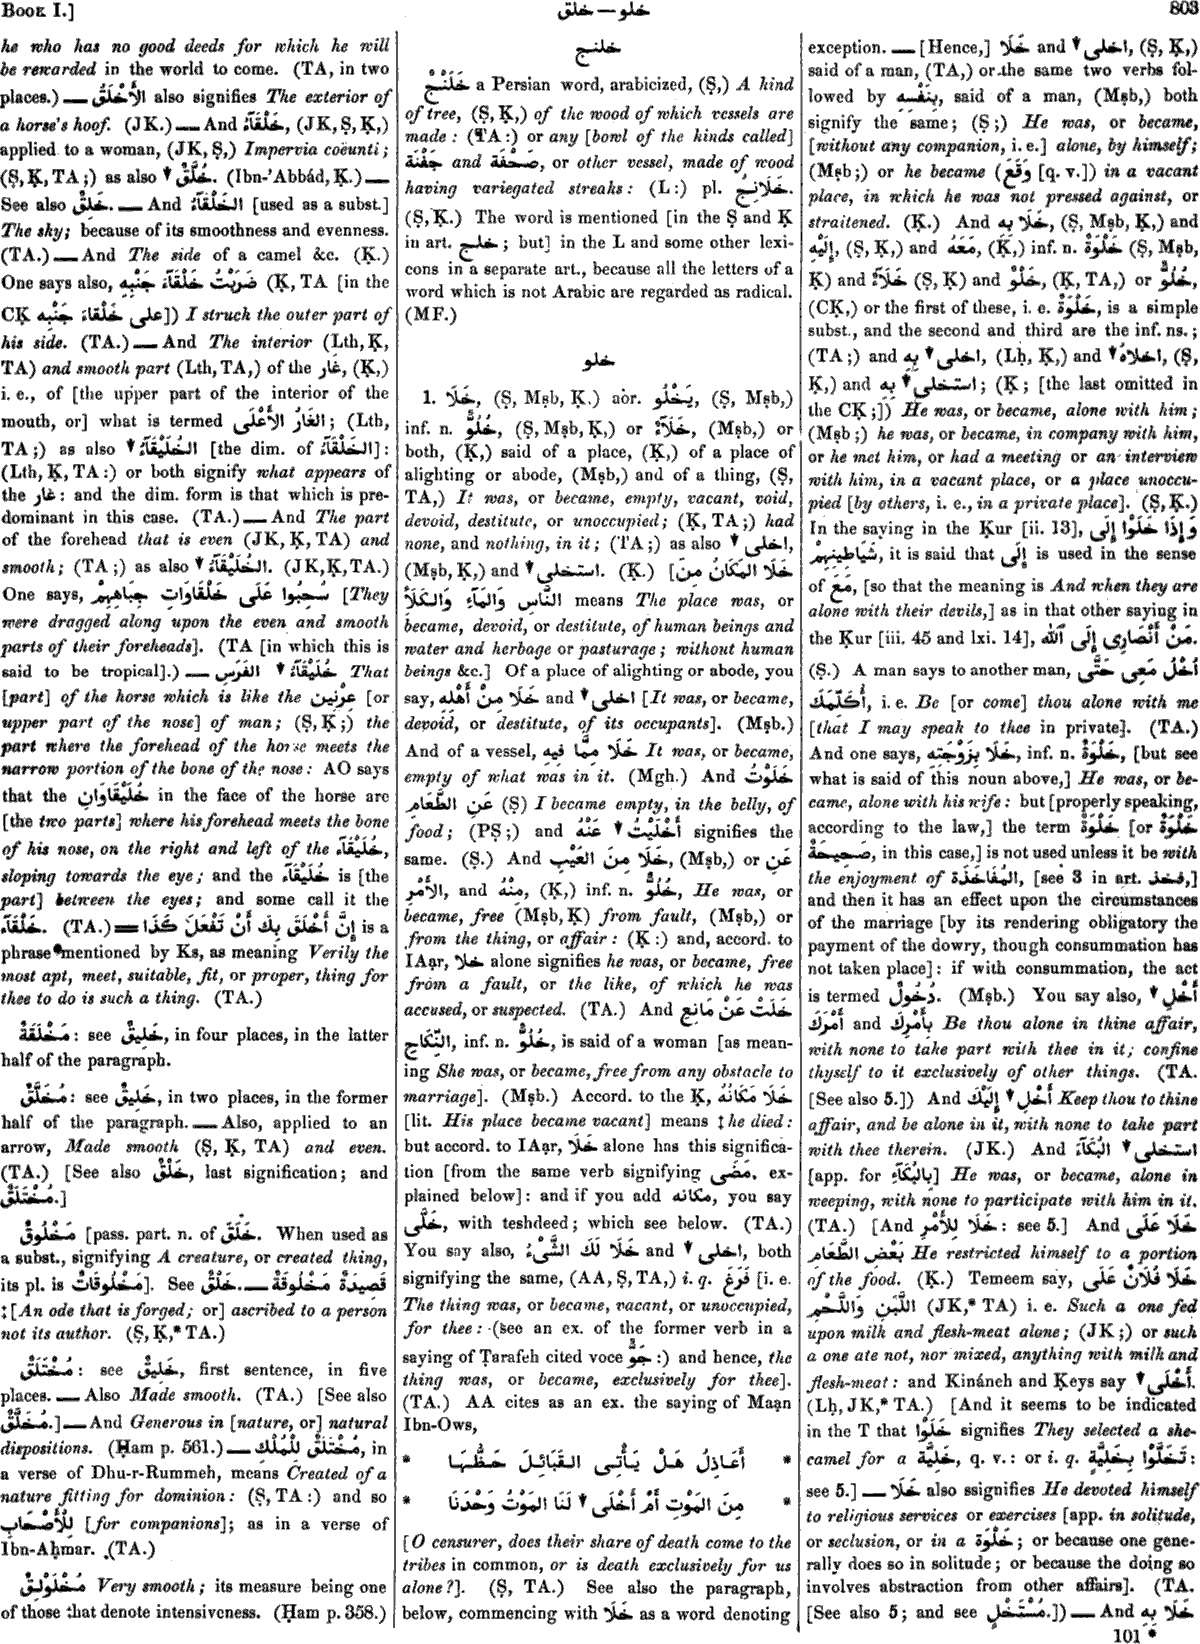 BOOK I.]
خلو — خلق
803
he who has no good deeds for which he will
be rewarded in the world to come. (TA, in two
places.) — الأَخْلَقُ also signifies The exterior of
a horse's hoof. (JK.) — And خَلْقَآءُ, (JK, Ṣ, Ḳ,)
applied to a woman, (JK, Ṣ,) Impervia coëunti;
(Ṣ, Ḳ, TA;) as also ↓ خُلَّقٌ. (Ibn-'Abbád, Ḳ.) —
See also خَلِقٌ. — And الخَلْقَآءُ [used as a subst.]
The sky; because of its smoothness and evenness.
(TA.) — And The side of a camel &c. (Ḳ.)
One says also, ضَرَبْتُ خَلْقَآءَ جَنْبِهِ (Ḳ, TA [in the
CḲ على خَلْقاءَ جَنْبِه]) I struck the outer part of
his side. (TA.) — And The interior (Lth, Ḳ,
TA) and smooth part (Lth, TA,) of the غَار, (Ḳ,)
i. e., of [the upper part of the interior of the
mouth, or] what is termed الغَارُ الأَعْلَى; (Lth,
TA;) as also ↓ الخُلَيْقَآءُ [the dim. of الخَلْقَآءُ]:
(Lth, Ḳ, TA:) or both signify what appears of
the غار: and the dim. form is that which is pre-
dominant in this case. (TA.) — And The part
of the forehead that is even (JK, Ḳ, TA) and
smooth; (TA;) as also ↓ الخُلَيْقَآءُ. (JK, Ḳ, TA.)
One says, سُحِبُوا عَلَى خَلْقَاوَاتِ جِبَاهِهِمْ [They
were dragged along upon the even and smooth
parts of their foreheads]. (TA [in which this is
said to be tropical].) — خُلَيْقَآءُ ↓ الفَرَسِ That
[part] of the horse which is like the عِرْنِين [or
upper part of the nose] of man; (Ṣ, Ḳ;) the
part where the forehead of the horse meets the
narrow portion of the bone of the nose: AO says
that the خُلَيْقَاوَانِ in the face of the horse are
[the two parts] where his forehead meets the bone
of his nose, on the right and left of the خُلَيْقَآء,
sloping towards the eye; and the خُلَيْقَآء is [the
part] between the eyes; and some call it the
خَلْقَآء. (TA.) = إِنَّ أَخْلَقَ بِكَ أَنْ تَفْعَلَ كَذَا is a
phrase mentioned by Ks, as meaning Verily the
most apt, meet, suitable, fit, or proper, thing for
thee to do is such a thing. (TA.)
مَخْلَقَةٌ: see خَلِيقٌ, in four places, in the latter
half of the paragraph.
مُخَلَّقٌ: see خَلِيقٌ, in two places, in the former
half of the paragraph. — Also, applied to an
arrow, Made smooth (Ṣ, Ḳ, TA) and even.
(TA.) [See also خَلَّقٌ, last signification; and
مُخْتَلَقٌ.]
مَخْلُوقٌ [pass. part. n. of خَلَقَ. When used as
a subst., signifying A creature, or created thing,
its pl. is مَخْلُوقَاتٌ]. See خَلْقٌ. — قَصِيدَةٌ مَخْلُوقَةٌ
‡ [An ode that is forged; or] ascribed to a person
not its author. (Ṣ, Ḳ,* TA.)
مُخْتَلَقٌ: see خَلِيقٌ, first sentence, in five
places. — Also Made smooth. (TA.) [See also
مُخَلَّقٌ.] — And Generous in [nature, or] natural
dispositions. (Ḥam p. 561.) — مُخْتَلَقٌ لِلْمُلْكِ, in
a verse of Dhu-r-Rummeh, means Created of a
nature fitting for dominion: (Ṣ, TA:) and so
لِلْأَصْحَابِ [for companions]; as in a verse of
Ibn-Aḥmar. (TA.)
مُخْلَوْلِقٌ Very smooth; its measure being one
of those that denote intensiveness. (Ḥam p. 358.)
خلنج
خَلَنْجٌ a Persian word, arabicized, (Ṣ,) A kind
of tree, (Ṣ, Ḳ,) of the wood of which vessels are
made: (TA:) or any [bowl of the kinds called]
جَفْنَة and صَحْفَة, or other vessel, made of wood
having variegated streaks: (L:) pl. خَلَانِجُ.
(Ṣ, Ḳ.) The word is mentioned [in the Ṣ and Ḳ
in art. خلج; but] in the L and some other lexi-
cons in a separate art., because all the letters of a
word which is not Arabic are regarded as radical.
(MF.)
خلو
1. خَلَا, (Ṣ, Mṣb, Ḳ.) aor. يَخْلُو, (Ṣ, Mṣb,)
inf. n. خُلُوٌّ, (Ṣ, Mṣb, Ḳ,) or خَلَآءٌ, (Mṣb,) or
both, (Ḳ,) said of a place, (Ḳ,) of a place of
alighting or abode, (Mṣb,) and of a thing, (Ṣ,
TA,) It was, or became, empty, vacant, void,
devoid, destitute, or unoccupied; (Ḳ, TA;) had
none, and nothing, in it; (TA;) as also ↓ اخلى,
(Mṣb, Ḳ,) and ↓ استخلى. (Ḳ.) [خَلَا المَكَانُ مِنَ
النَّاسِ وَالمَآءِ وَالكَلَأِ means The place was, or
became, devoid, or destitute, of human beings and
water and herbage or pasturage; without human
beings &c.] Of a place of alighting or abode, you
say, خَلَا مِنْ أَهْلِهِ and ↓ اخلى [It was, or became,
devoid, or destitute, of its occupants]. (Mṣb.)
And of a vessel, خَلَا مِمَّا فِيهِ It was, or became,
empty of what was in it. (Mgh.) And خَلَوْتُ
عَنِ الطَّعَامِ (Ṣ) I became empty, in the belly, of
food; (PṢ;) and أَخْلَيْتُ ↓ عَنْهُ signifies the
same. (Ṣ.) And خَلَا مِنَ العَيْبِ, (Mṣb,) or عَنِ
الأَمْرِ, and مِنْهُ, (Ḳ,) inf. n. خُلُوٌّ, He was, or
became, free (Mṣb, Ḳ) from fault, (Mṣb,) or
from the thing, or affair: (Ḳ:) and, accord. to
IAạr, خلا alone signifies he was, or became, free
from a fault, or the like, of which he was
accused, or suspected. (TA.) And خَلَتْ عَنْ مَانِعِ
النِّكَاحِ, inf. n. خُلُوٌّ, is said of a woman [as mean-
ing She was, or became, free from any obstacle to
marriage]. (Mṣb.) Accord. to the Ḳ, خَلَا مَكَانُهُ
[lit. His place became vacant] means ‡ he died:
but accord. to IAạr, خَلَا alone has this significa-
tion [from the same verb signifying مَضَى, ex-
plained below]: and if you add مكانه, you say
خَلَّى, with teshdeed; which see below. (TA.)
You say also, خَلَا لَكَ الشَّىْءُ and ↓ اخلى, both
signifying the same, (AA, Ṣ, TA,) i. q. فَرَغَ [i. e.
The thing was, or became, vacant, or unoccupied,
for thee: (see an ex. of the former verb in a
saying of Ṭarafeh cited voce جَوٌّ:) and hence, the
thing was, or became, exclusively for thee].
(TA.) AA cites as an ex. the saying of Maạn
Ibn-Ows,
* أَعَاذِلُ هَلْ يَأْتِى القَبَائِلَ حَظُّهَا *
* مِنَ المَوْتِ أَمْ أَخْلَى ↓ لَنَا المَوْتُ وَحْدَنَا *
[O censurer, does their share of death come to the
tribes in common, or is death exclusively for us
alone?]. (Ṣ, TA.) See also the paragraph,
below, commencing with خَلَا as a word denoting
exception. — [Hence,] خَلَا and ↓ اخلى, (Ṣ, Ḳ,)
said of a man, (TA,) or the same two verbs fol-
lowed by بِنَفْسِهِ, said of a man, (Mṣb,) both
signify the same; (Ṣ;) He was, or became,
[without any companion, i. e.] alone, by himself;
(Mṣb;) or he became (وَقَعَ [q. v.]) in a vacant
place, in which he was not pressed against, or
straitened. (Ḳ.) And خَلَا بِهِ, (Ṣ, Mṣb, Ḳ,) and
إِلَيْهِ, (Ṣ, Ḳ,) and مَعَهُ, (Ḳ,) inf. n. خَلْوَةٌ (Ṣ, Mṣb,
Ḳ) and خَلَآءٌ (Ṣ, Ḳ) and خَلْوٌ, (Ḳ, TA,) or خُلُوٌّ,
(CḲ,) or the first of these, i. e. خَلْوَةٌ, is a simple
subst., and the second and third are the inf. ns.;
(TA;) and اخلى ↓ بِهِ, (Lḥ, Ḳ,) and ↓ اخلاهُ, (Ṣ,
Ḳ,) and استخلى ↓ بِهِ; (Ḳ; [the last omitted in
the CḲ;]) He was, or became, alone with him;
(Mṣb;) he was, or became, in company with him,
or he met him, or had a meeting or an interview
with him, in a vacant place, or a place unoccu-
pied [by others, i. e., in a private place]. (Ṣ, Ḳ.)
In the saying in the Ḳur [ii. 13], وَإِذَا خَلَوْا إِلَى
شَيَاطِينِهِمْ, it is said that إِلَى is used in the sense
of مَعَ, [so that the meaning is And when they are
alone with their devils,] as in that other saying in
the Ḳur [iii. 45 and lxi. 14], مَنْ أَنْصَارِى إِلَى ٱللّٰهِ.
(Ṣ.) A man says to another man, اُخْلُ مَعِى حَتَّى
أُكَلِّمَكَ, i. e. Be [or come] thou alone with me
[that I may speak to thee in private]. (TA.)
And one says, خَلَا بِزَوْجَتِهِ, inf. n. خَلْوَةٌ, [but see
what is said of this noun above,] He was, or be-
came, alone with his wife: but [properly speaking,
according to the law,] the term خَلْوَةٌ [or خَلْوَةٌ
صَحِيحَةٌ, in this case,] is not used unless it be with
the enjoyment of المُفَاخَذَة, [see 3 in art. فخذ,]
and then it has an effect upon the circumstances
of the marriage [by its rendering obligatory the
payment of the dowry, though consummation has
not taken place]: if with consummation, the act
is termed دُخُولٌ. (Mṣb.) You say also, ↓ أَخْلِ
أَمْرَكَ and بِأَمْرِكَ Be thou alone in thine affair,
with none to take part with thee in it; confine
thyself to it exclusively of other things. (TA.
[See also 5.]) And أَخْلِ ↓ إِلَيْكَ Keep thou to thine
affair, and be alone in it, with none to take part
with thee therein. (JK.) And استخلى ↓ البُكَآءَ
[app. for بِالبُكَآءِ] He was, or became, alone in
weeping, with none to participate with him in it.
(TA.) [And خَلَا لِلْأَمْرِ: see 5.] And خَلَا عَلَى
بَعْضِ الطَّعَامِ He restricted himself to a portion
of the food. (Ḳ.) Temeem say, خَلَا فُلَانٌ عَلَى
اللَّبَنِ وَاللَّحْمِ (JK,* TA) i. e. Such a one fed
upon milk and flesh-meat alone; (JK;) or such
a one ate not, nor mixed, anything with milk and
flesh-meat: and Kináneh and Ḳeys say ↓ أَخْلَى.
(Lḥ, JK,* TA.) [And it seems to be indicated
in the T that خَلَوْا signifies They selected a she-
camel for a خَلِيَّة, q. v.: or i. q. تَخَلَّوْا بِخَلِيَّةٍ:
see 5.] — خَلَا also ssignifies He devoted himself
to religious services or exercises [app. in solitude,
or seclusion, or in a خَلْوَة; or because one gene-
rally does so in solitude; or because the doing so
involves abstraction from other affairs]. (TA.
[See also 5; and see مُسْتَخْلٍ.]) — And خَلَا بِهِ
101 *